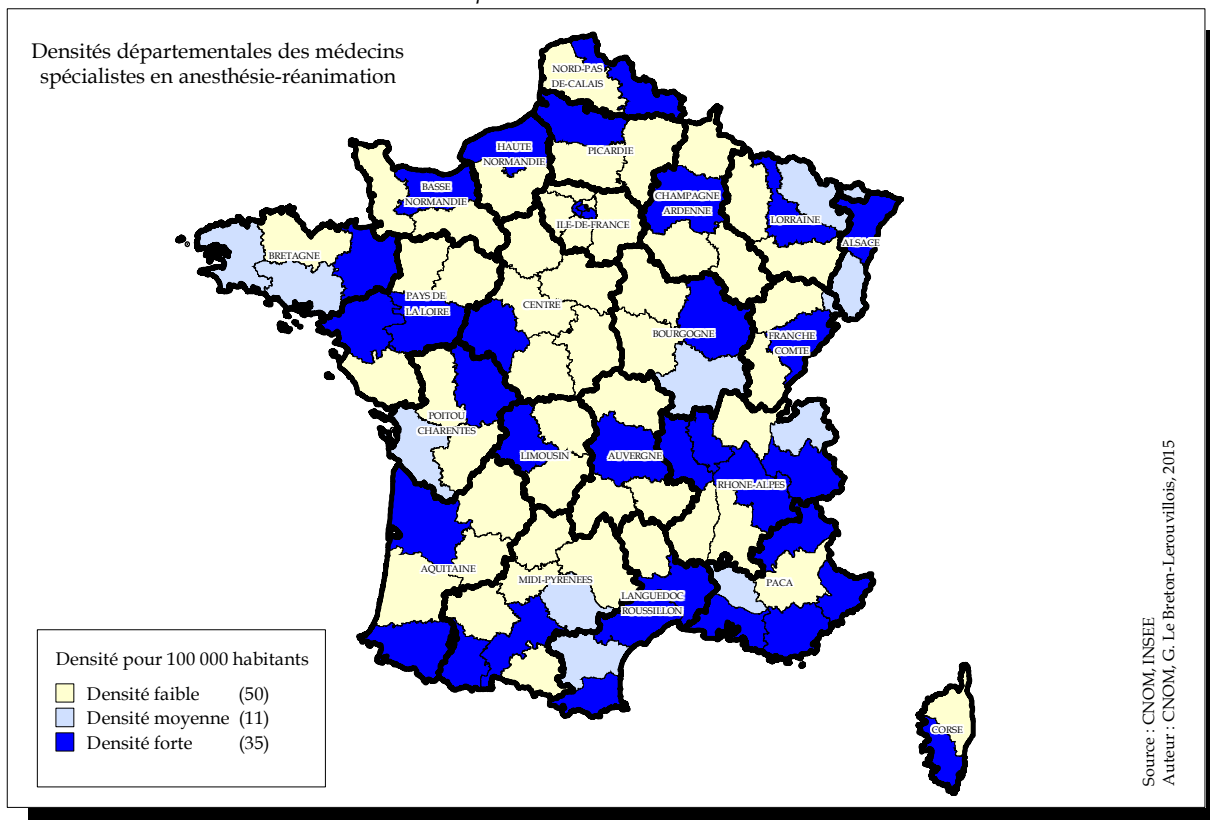 Densités départementales des médecins
spécialistes en anesthésie-réanimation
NORD-PAS
DE-CALAIS
HAUTE
NORMANDIE
PICARDIE
BASSE
NORMANDIE
CHAMPAGNE
ARDENNE
ILE-DE-FRANCE
LORRAINE
ALSACE
BRETAGNE
PAYS DE
LA LOIRE
CENTRE
BOURGOGNE
FRANCHE
COMTE
POITOU
CHARENTES
LIMOUSIN
AUVERGNE
RHONE-ALPES
AQUITAINE
MIDI-PYRENEES
LANGUEDOC-
ROUSSILLON
PACA
CORSE
Densité pour 100 000 habitants
Densité faible (50)
Densité moyenne (11)
Densité forte (35)
Source : CNOM, INSEE
Auteur : CNOM, G. Le Breton-Lerouvillois, 2015